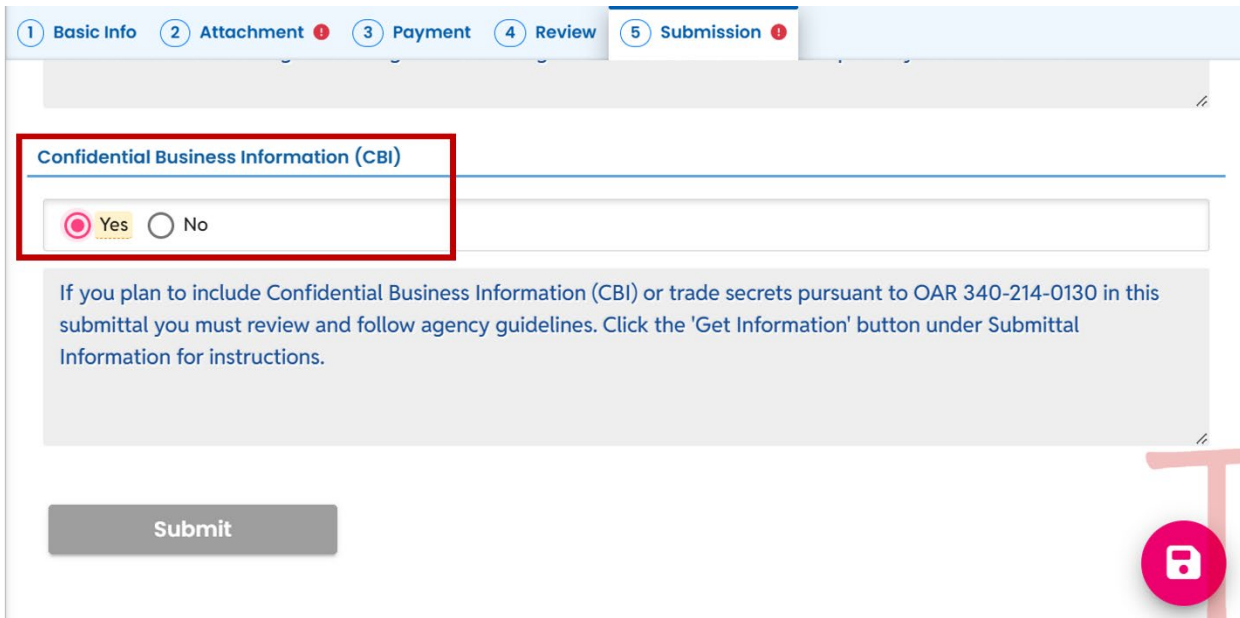 1 Basic Info 2 Attachment ! 3 Payment 4 Review 5 Submission !
Confidential Business Information (CBI)
Yes No
If you plan to include Confidential Business Information (CBI) or trade secrets pursuant to OAR 340-214-0130 in this
submittal you must review and follow agency guidelines. Click the 'Get Information' button under Submittal
Information for instructions.
Submit